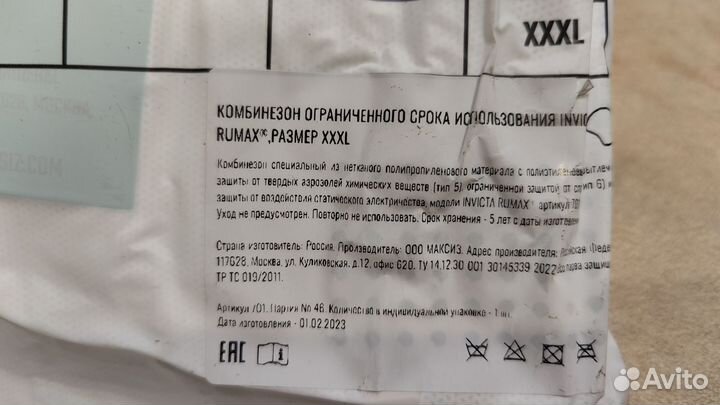 XXXL
КОМБИНЕЗОН ОГРАНИЧЕННОГО СРОКА ИСПОЛЬЗОВАНИЯ INVIC
RUMAX РАЗМЕР XXXL
Комбинезон специальный из нетканого полипропиленового материала с
защиты от твердых аэрозолей химических веществ (тип 5), ограниченной защитой от
защиты от воздействия статического электричества, модели INVICTA RUMAX артикул
Уход не предусмотрен. Повторно не использовать. Срок хранения - 5 лет с даты изготовления
Страна изготовитель: Россия. Производитель: ООО МАКСИЗ. Адрес производителя:
117628, Москва, ул. Куликовская, д.12, офис 620, ТУ 14.12.30 001 30145339 2022
ТР ТС 019/2011.
Артикул 701. Партия No 46. Количество в индивидуальной упаковке - 1 шт.
Дата изготовления - 01.02.2023
EAC
Avito